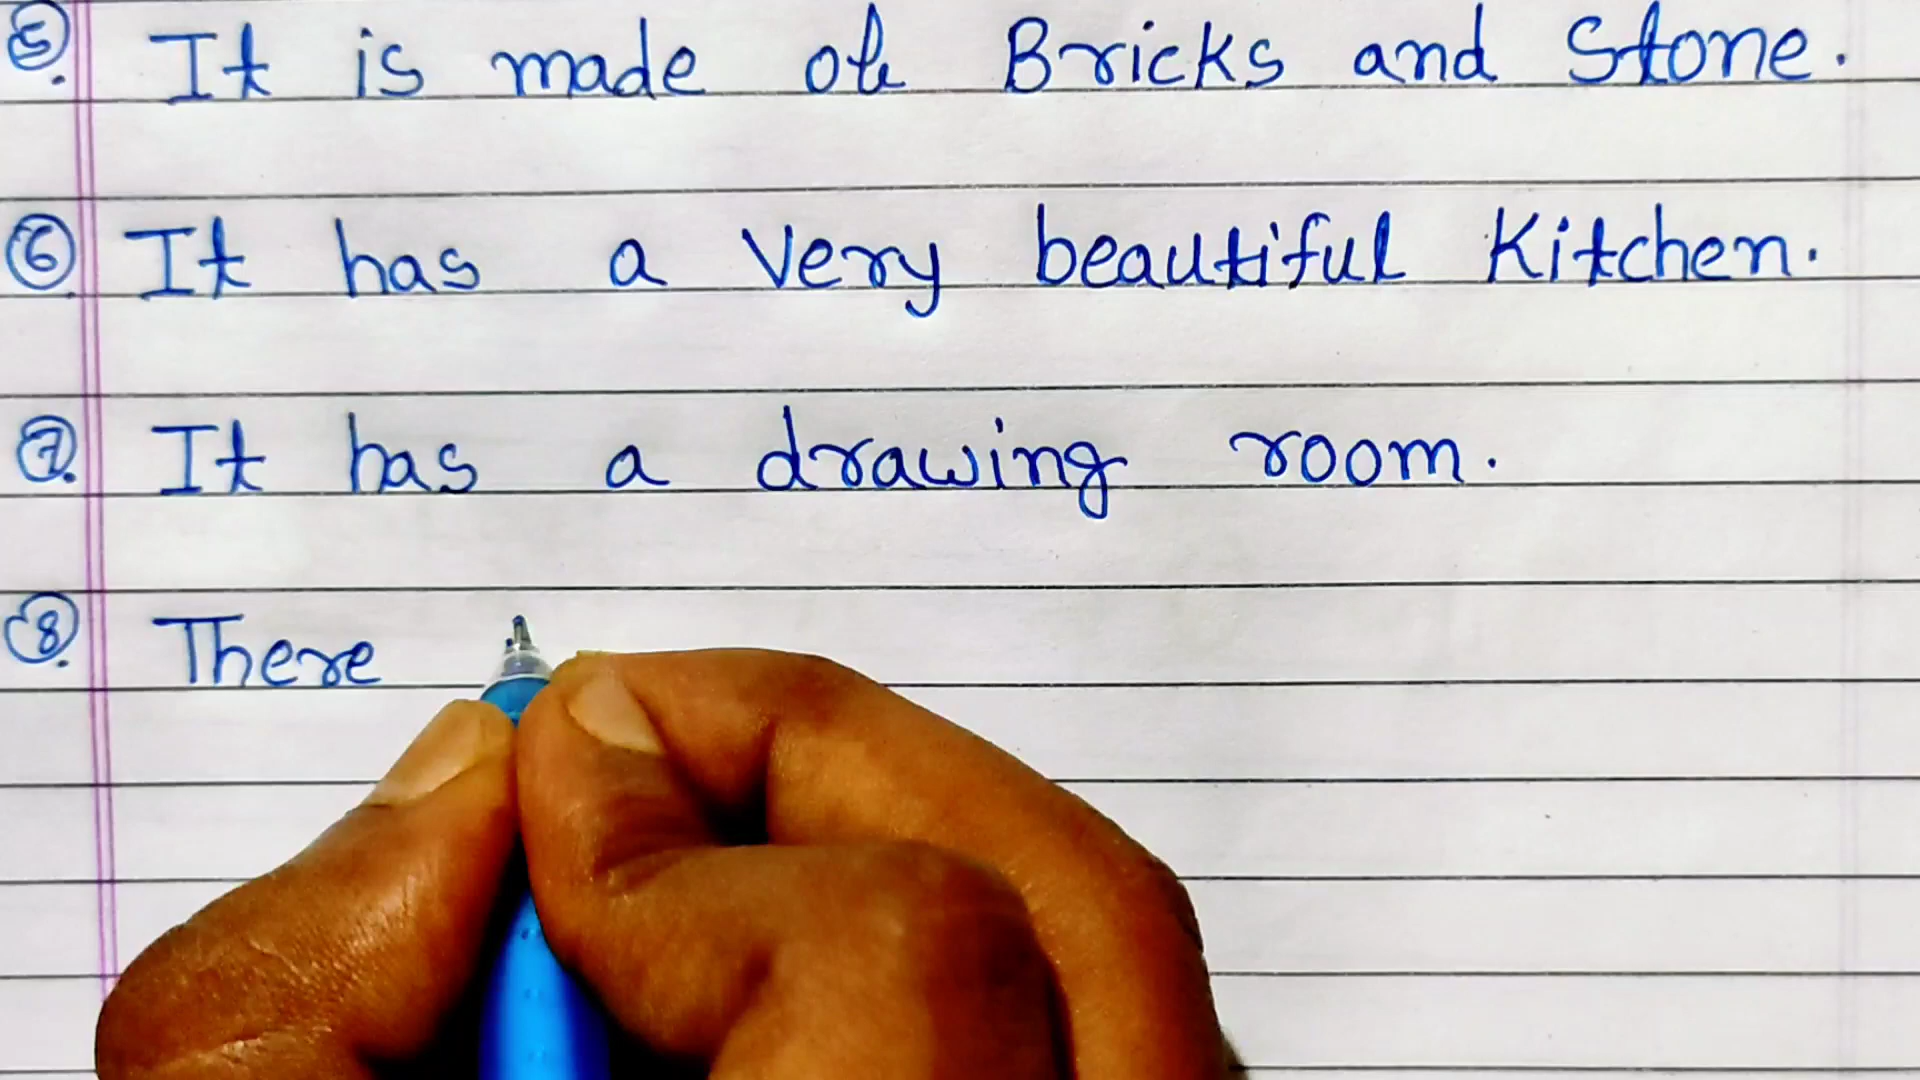 5. It is made of Bricks and Stone.
6. It has a very beautiful Kitchen.
7. It has a drawing room.
8. There